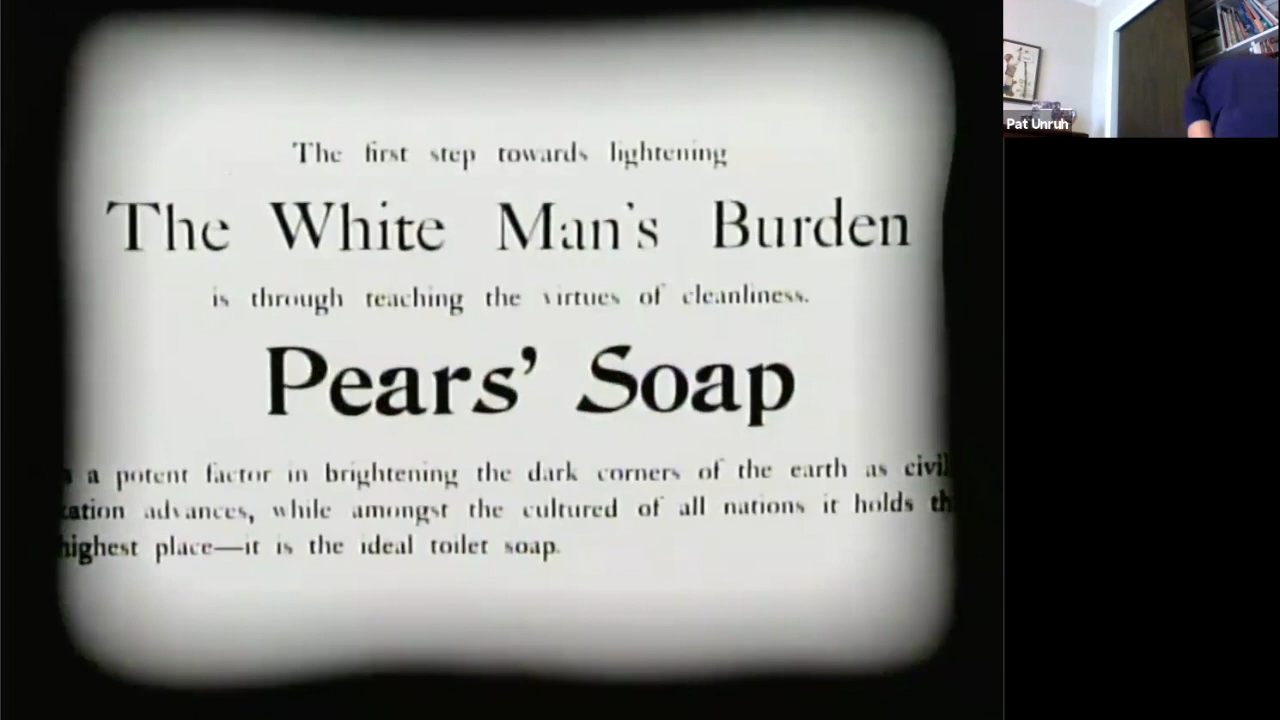 The first step towards lightening
The White Man's Burden
is through teaching the virtues of cleanliness.
Pears' Soap
a potent factor in brightening the dark corners of the earth as civil
ation advances, while amongst the cultured of all nations it holds th
highest place—it is the ideal toilet soap.
Pat Unruh